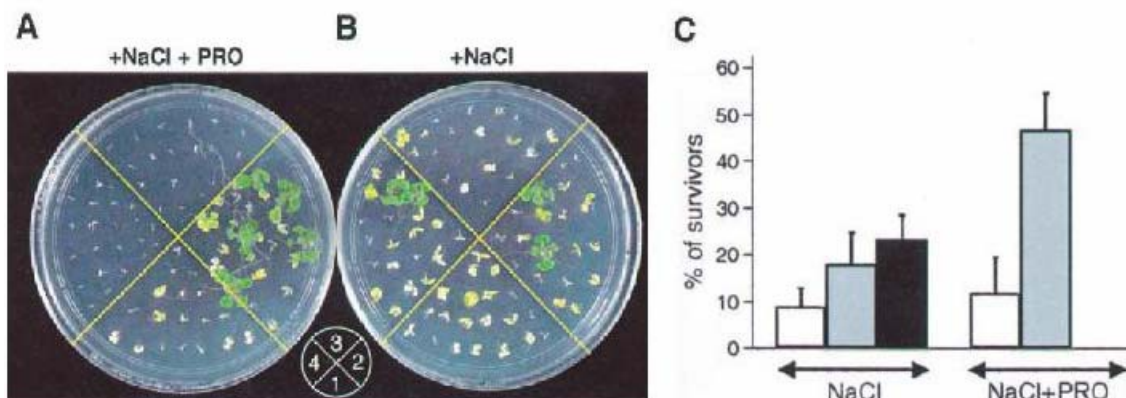 A
+NaCl + PRO
B
+NaCl
3
4 2
1
C
% of survivors
60
50
40
30
20
10
0
NaCl
NaCl+PRO